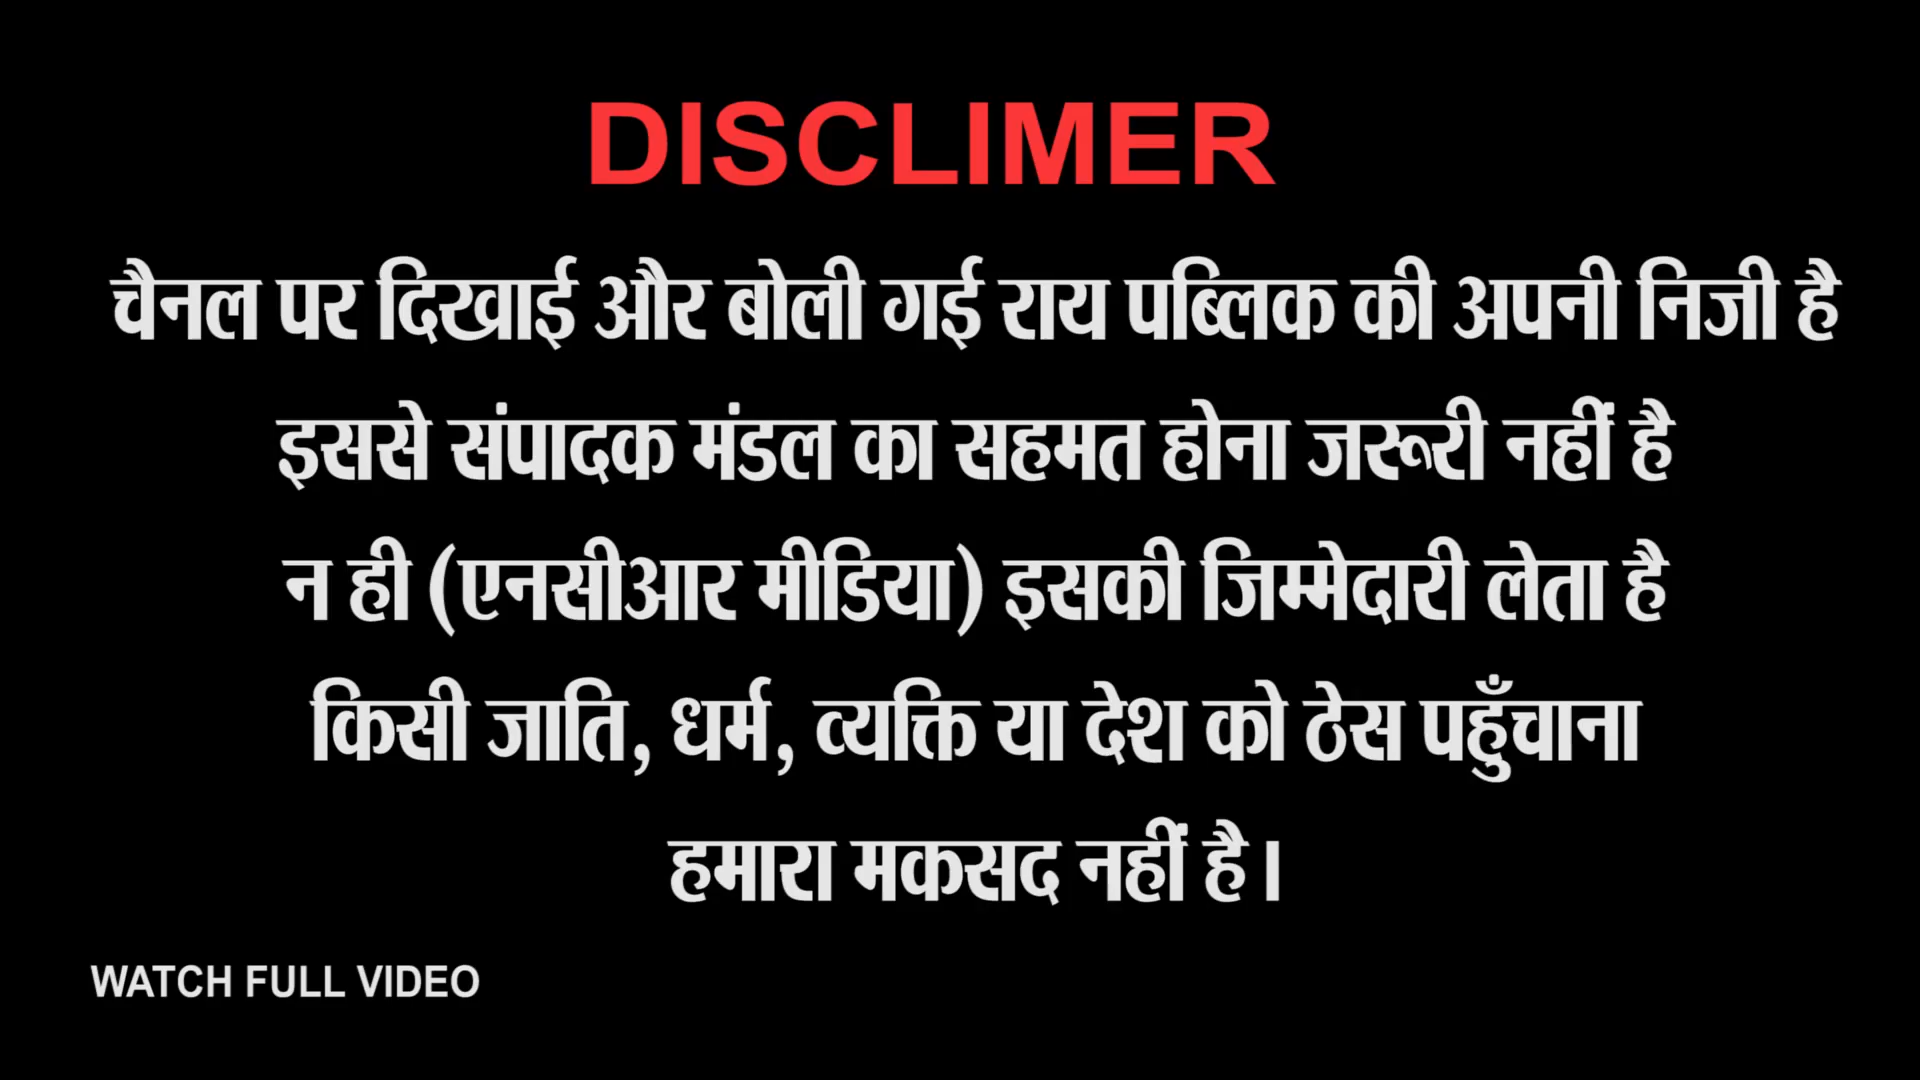 DISCLIMER
चैनल पर दिखाई और बोली गई राय पब्लिक की अपनी निजी है
इससे संपादक मंडल का सहमत होना जरूरी नहीं है
न ही (एनसीआर मीडिया) इसकी जिम्मेदारी लेता है
किसी जाति, धर्म, व्यक्ति या देश को ठेस पहुँचाना
हमारा मकसद नहीं है।
WATCH FULL VIDEO